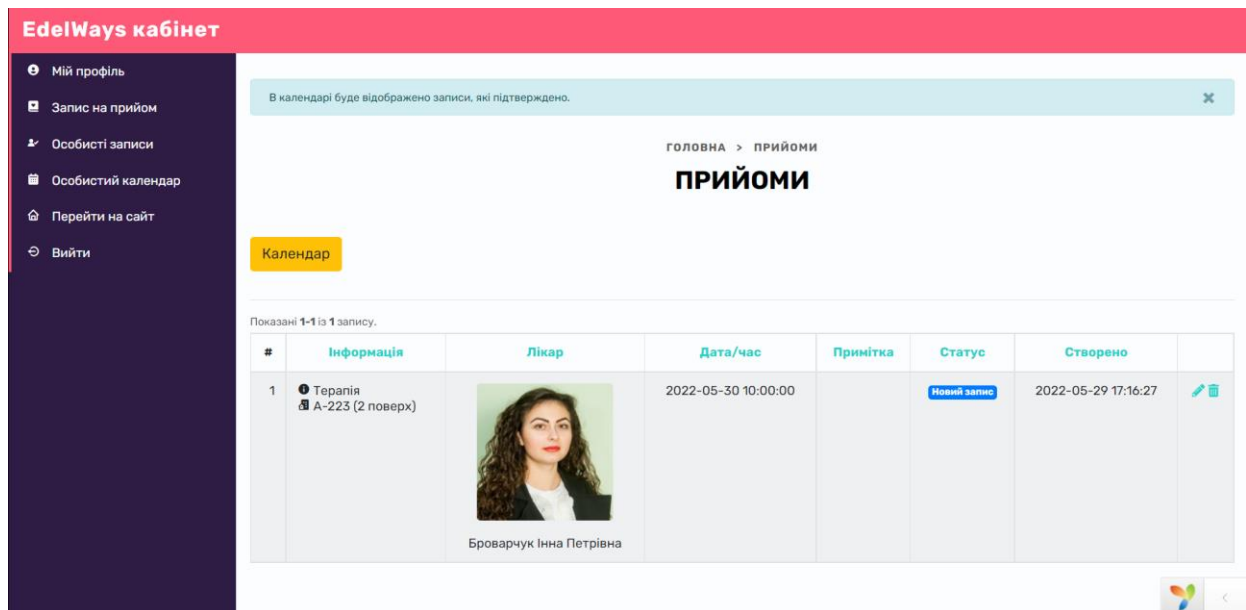 EdelWays кабінет
Мій профіль
Запис на прийом
Особисті записи
Особистий календар
Перейти на сайт
Вийти
В календарі буде відображено записи, які підтверджено.
ГОЛОВНА > ПРИЙОМИ
ПРИЙОМИ
Календар
Показані 1-1 із 1 запису.
# Інформація Лікар Дата/час Примітка Статус Створено
1 Терапія 2022-05-30 10:00:00 Новий запис 2022-05-29 17:16:27
А-223 (2 поверх)
Броварчук Інна Петрівна